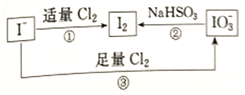 I⁻ 适量 Cl₂ ① I₂ NaHSO₃ ② IO₃⁻
足量 Cl₂
③